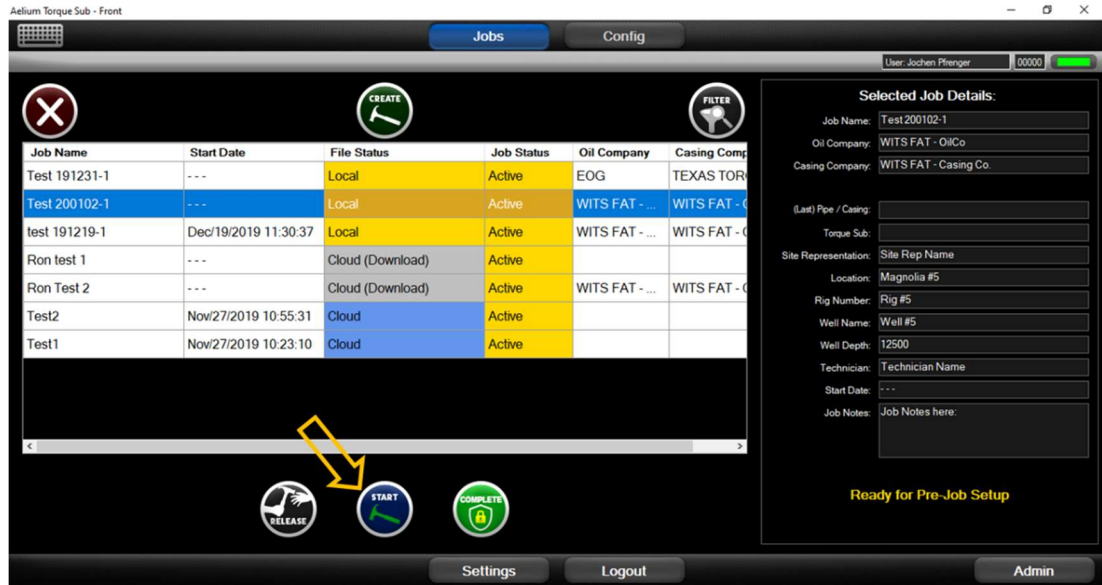 Aelium Torque Sub - Front
Jobs Config
User: Jochen Pfrenger 00000
CREATE FILTER
Job Name Start Date File Status Job Status Oil Company Casing Comp
Test 191231-1 --- Local Active EOG TEXAS TOR
Test 200102-1 --- Local Active WITS FAT - ... WITS FAT - C
test 191219-1 Dec/19/2019 11:30:37 Local Active WITS FAT - ... WITS FAT - C
Ron test 1 --- Cloud (Download) Active
Ron Test 2 --- Cloud (Download) Active WITS FAT - ... WITS FAT - C
Test2 Nov/27/2019 10:55:31 Cloud Active
Test1 Nov/27/2019 10:23:10 Cloud Active
RELEASE START COMPLETE
Selected Job Details:
Job Name: Test 200102-1
Oil Company: WITS FAT - OilCo
Casing Company: WITS FAT - Casing Co.
(Last) Pipe / Casing:
Torque Sub:
Site Representation: Site Rep Name
Location: Magnolia #5
Rig Number: Rig #5
Well Name: Well #5
Well Depth: 12500
Technician: Technician Name
Start Date: ---
Job Notes: Job Notes here:
Ready for Pre-Job Setup
Settings Logout Admin